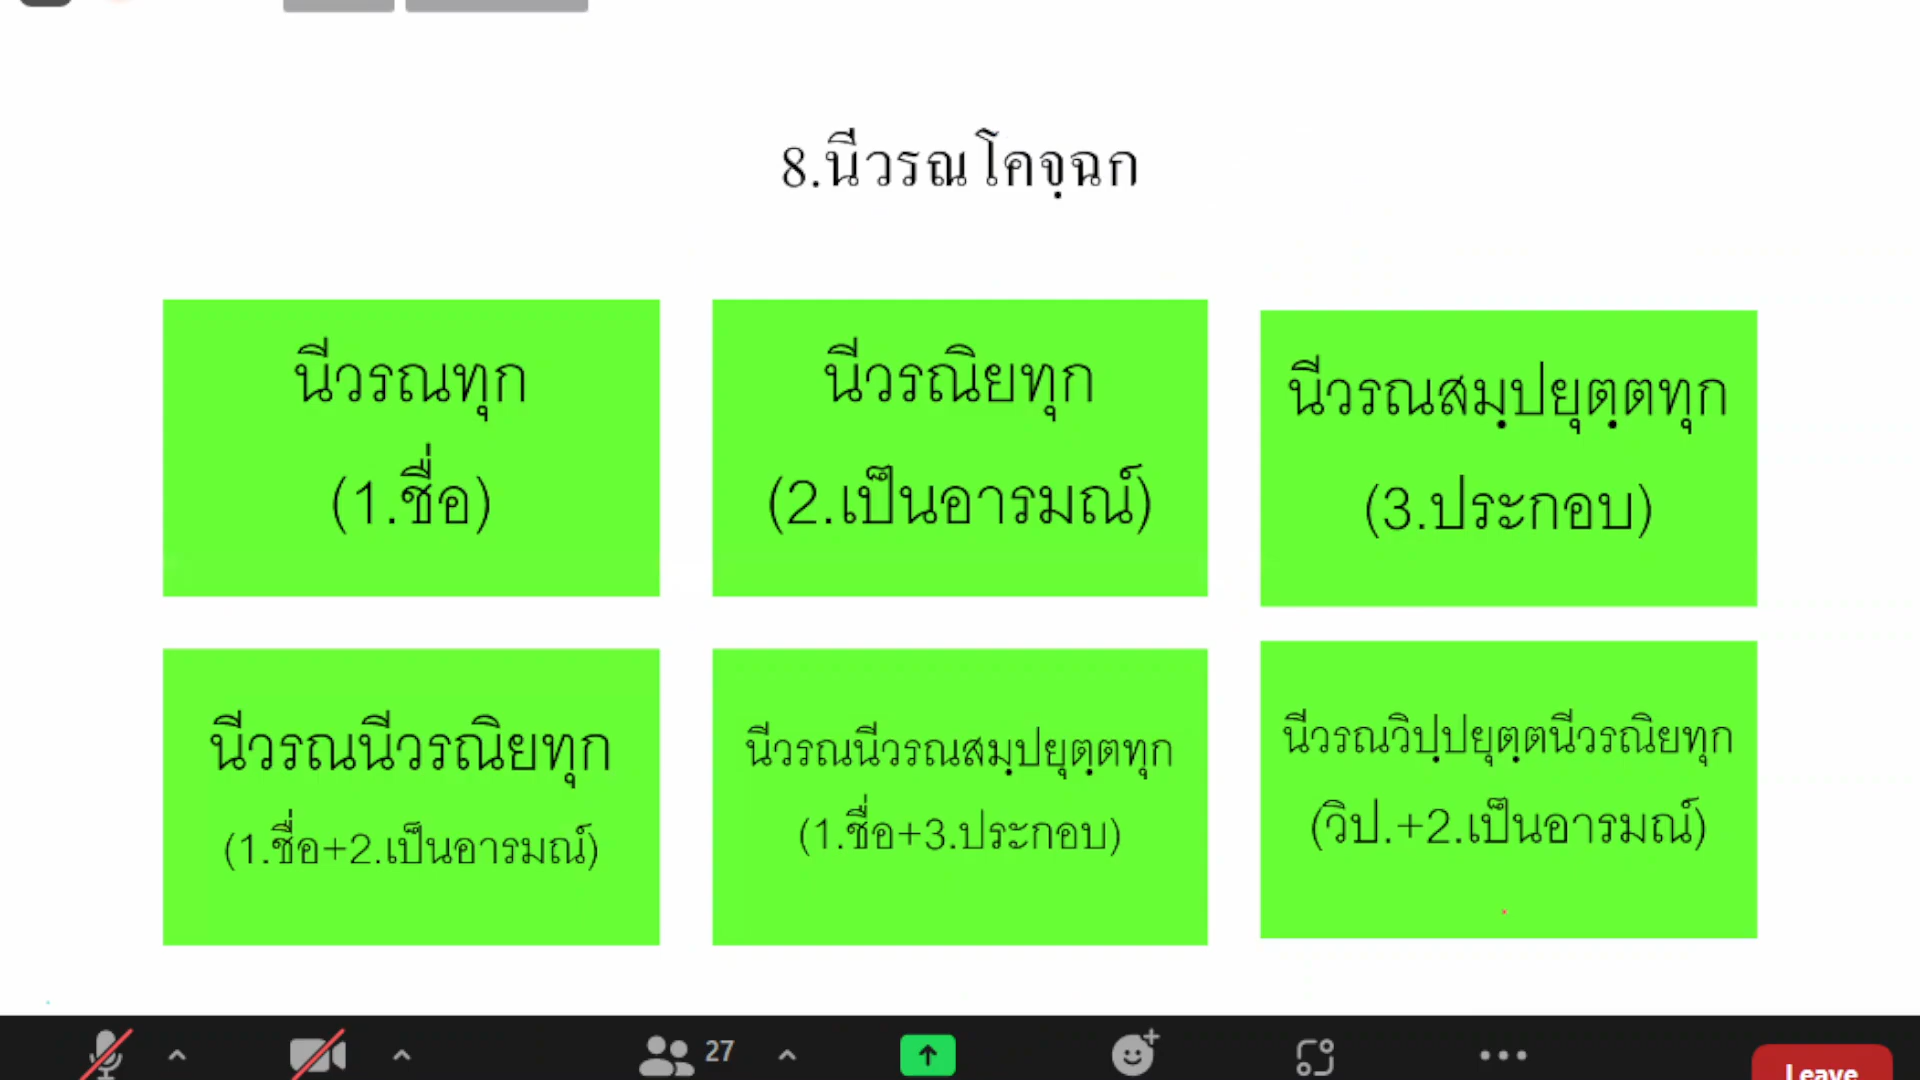 8.นีวรณโคจฺฉก
นีวรณทุก
(1.ชื่อ)
นีวรณิยทุก
(2.เป็นอารมณ์)
นีวรณสมฺปยุตฺตทุก
(3.ประกอบ)
นีวรณนีวรณิยทุก
(1.ชื่อ+2.เป็นอารมณ์)
นีวรณนีวรณสมฺปยุตฺตทุก
(1.ชื่อ+3.ประกอบ)
นีวรณวิปฺปยุตฺตนีวรณิยทุก
(วิป.+2.เป็นอารมณ์)
27
Leave